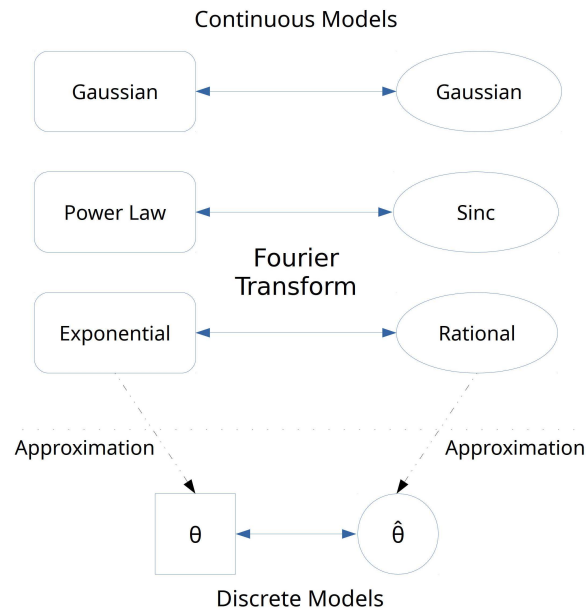 Continuous Models
Gaussian
Gaussian
Power Law
Sinc
Fourier
Transform
Exponential
Rational
Approximation
Approximation
θ
θ̂
Discrete Models